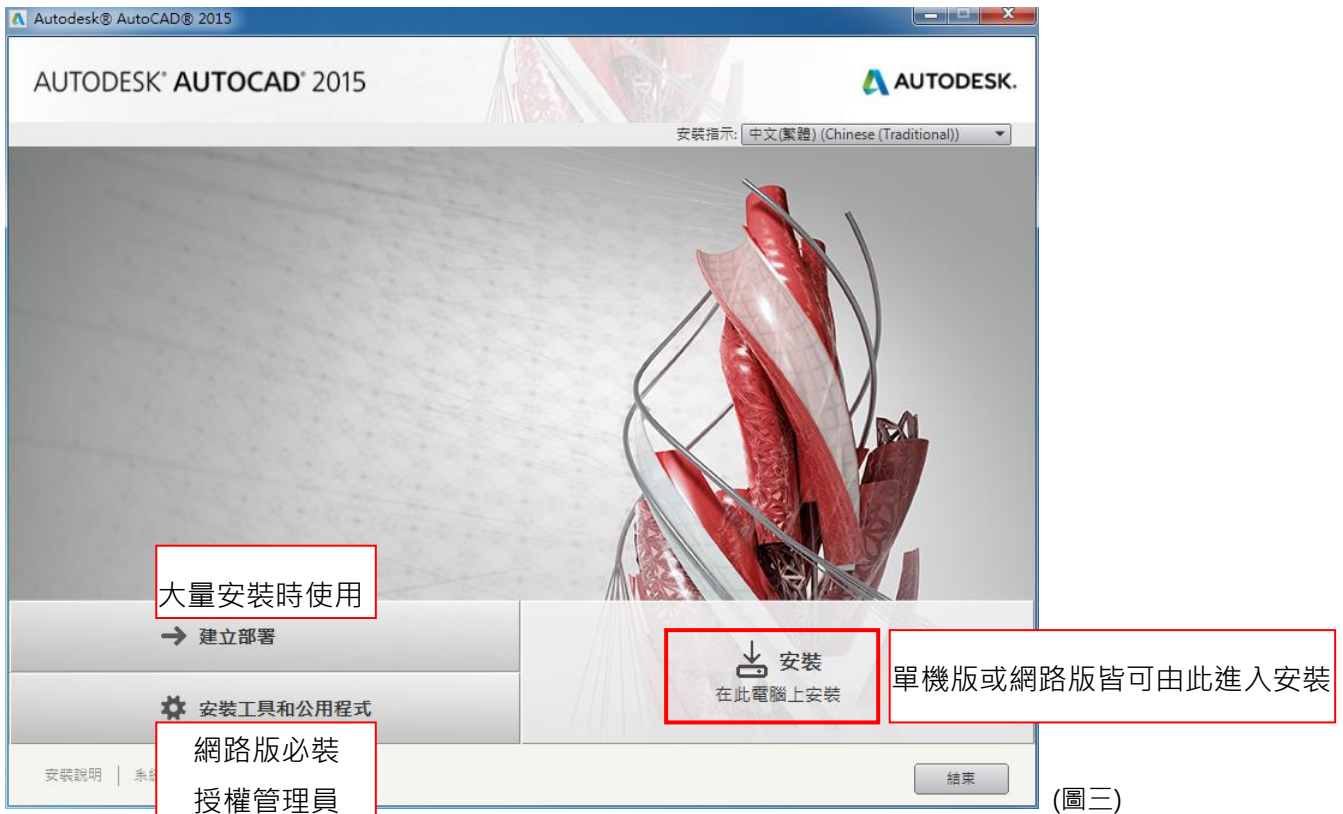 Autodesk® AutoCAD® 2015
AUTODESK® AUTOCAD® 2015
AUTODESK.
安裝指示: 中文(繁體) (Chinese (Traditional))
大量安裝時使用
建立部署
安裝
在此電腦上安裝
單機版或網路版皆可由此進入安裝
安裝工具和公用程式
網路版必裝
授權管理員
安裝說明
結束
(圖三)